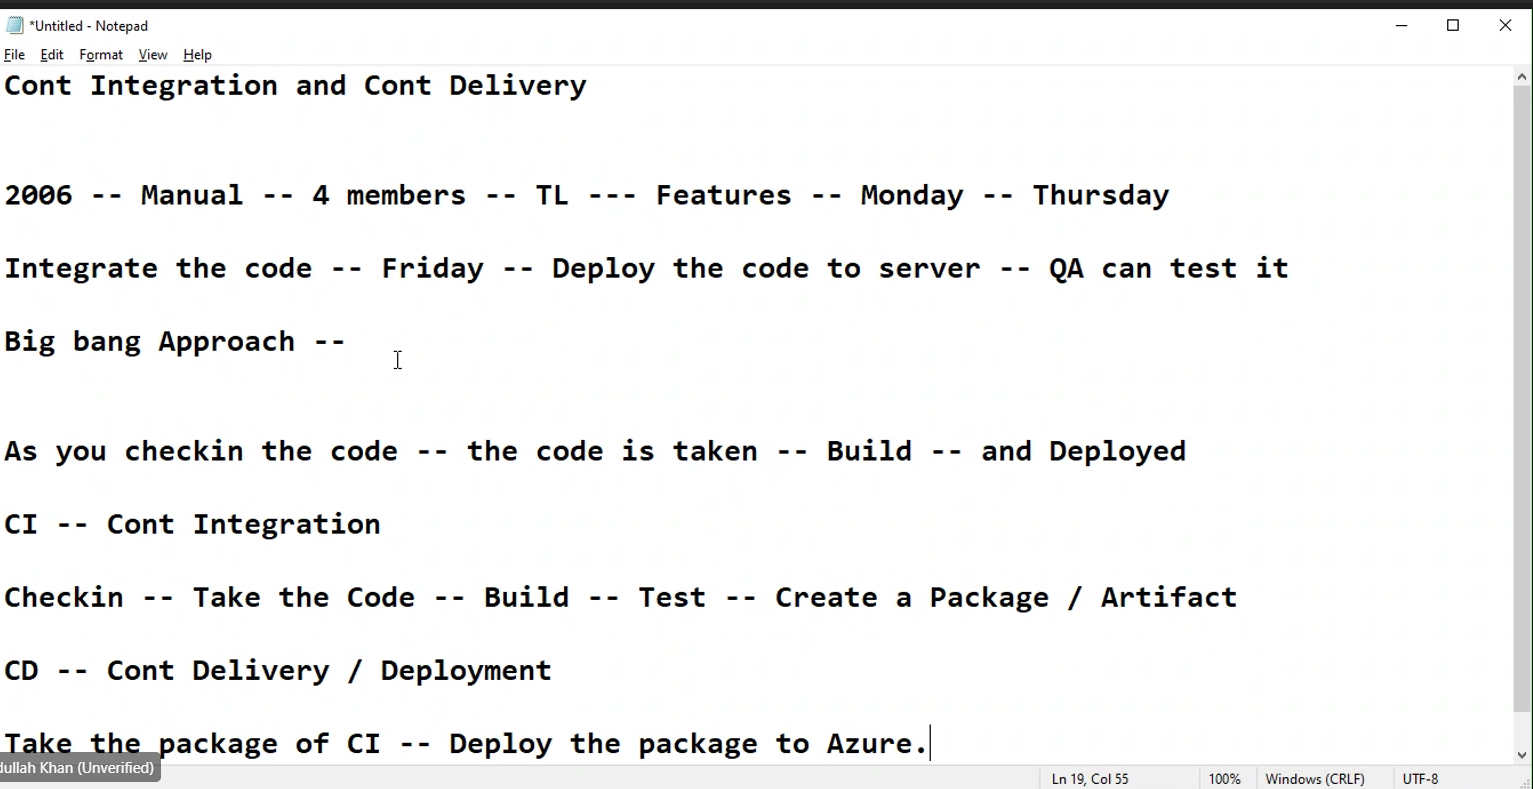 *Untitled - Notepad
File Edit Format View Help
Cont Integration and Cont Delivery
2006 -- Manual -- 4 members -- TL --- Features -- Monday -- Thursday
Integrate the code -- Friday -- Deploy the code to server -- QA can test it
Big bang Approach --
As you checkin the code -- the code is taken -- Build -- and Deployed
CI -- Cont Integration
Checkin -- Take the Code -- Build -- Test -- Create a Package / Artifact
CD -- Cont Delivery / Deployment
Take the package of CI -- Deploy the package to Azure.
dullah Khan (Unverified)
Ln 19, Col 55 100% Windows (CRLF) UTF-8